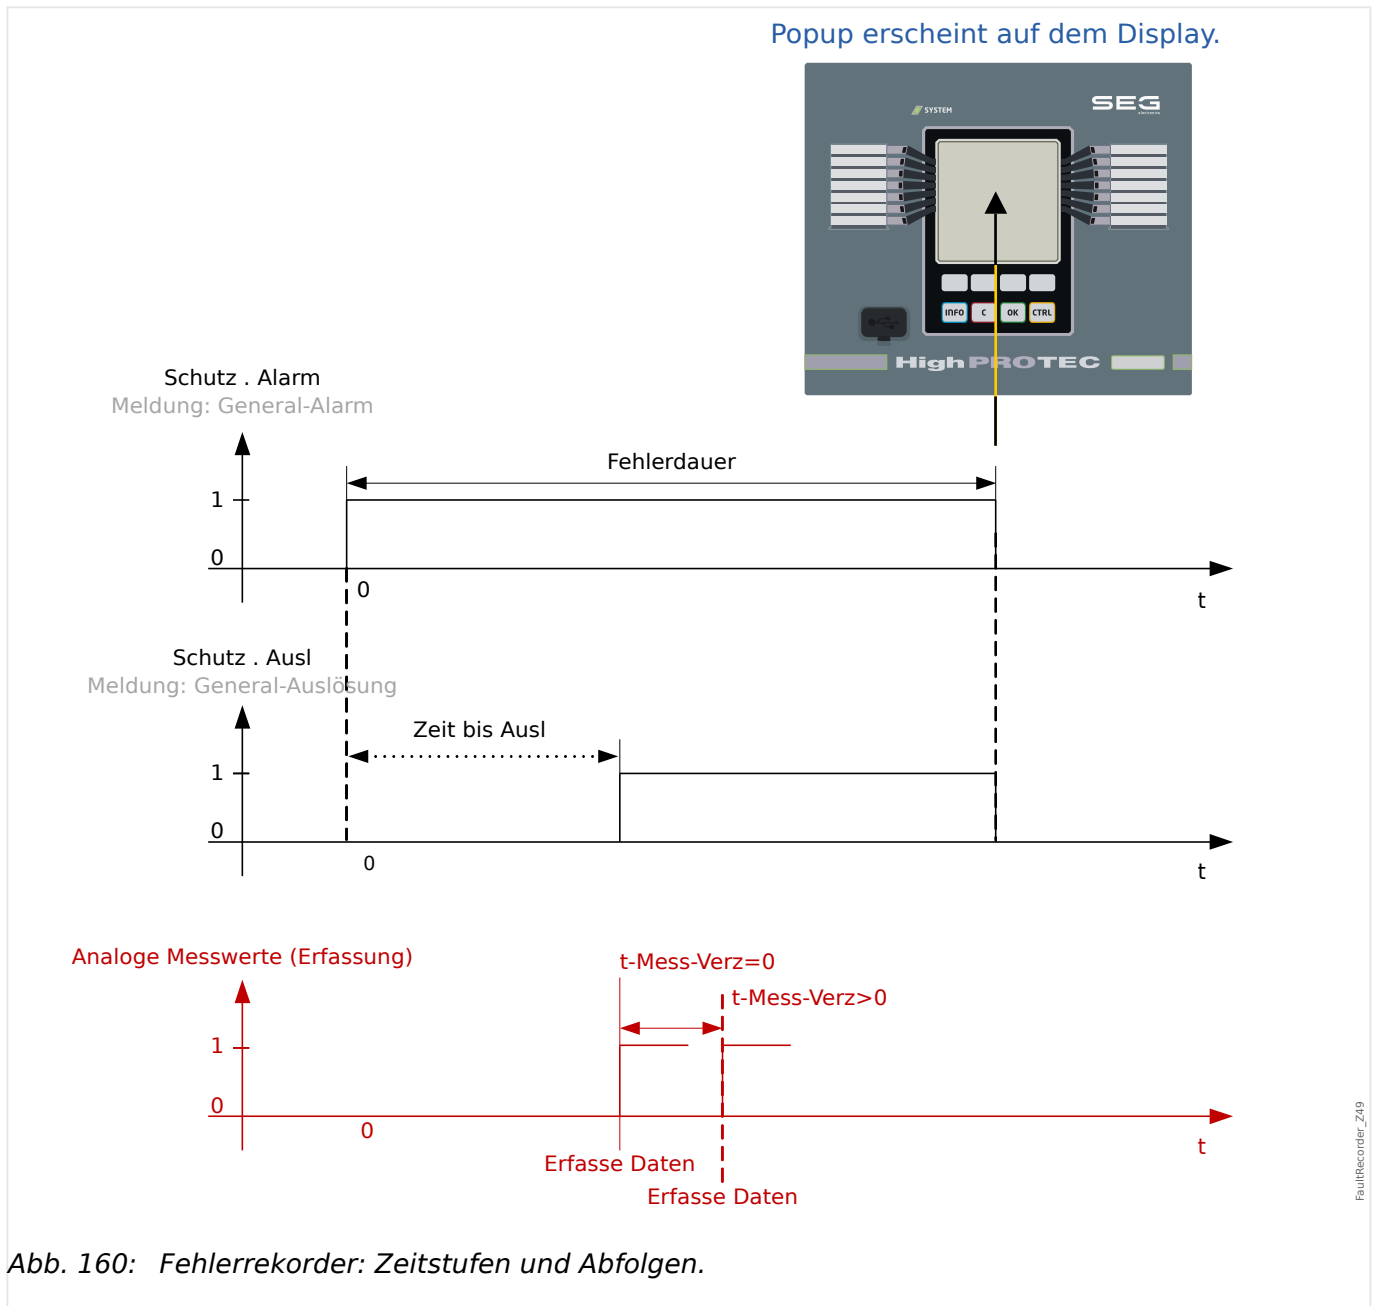 Popup erscheint auf dem Display.
SYSTEM
SEG
electronics
INFO
C
OK
CTRL
HighPROTEC
Schutz . Alarm
Meldung: General-Alarm
Fehlerdauer
1
0
0
t
Schutz . Ausl
Meldung: General-Auslösung
Zeit bis Ausl
1
0
0
t
Analoge Messwerte (Erfassung)
t-Mess-Verz=0
t-Mess-Verz>0
1
0
0
t
Erfasse Daten
Erfasse Daten
FaultRecorder_Z49
Abb. 160: Fehlerrekorder: Zeitstufen und Abfolgen.